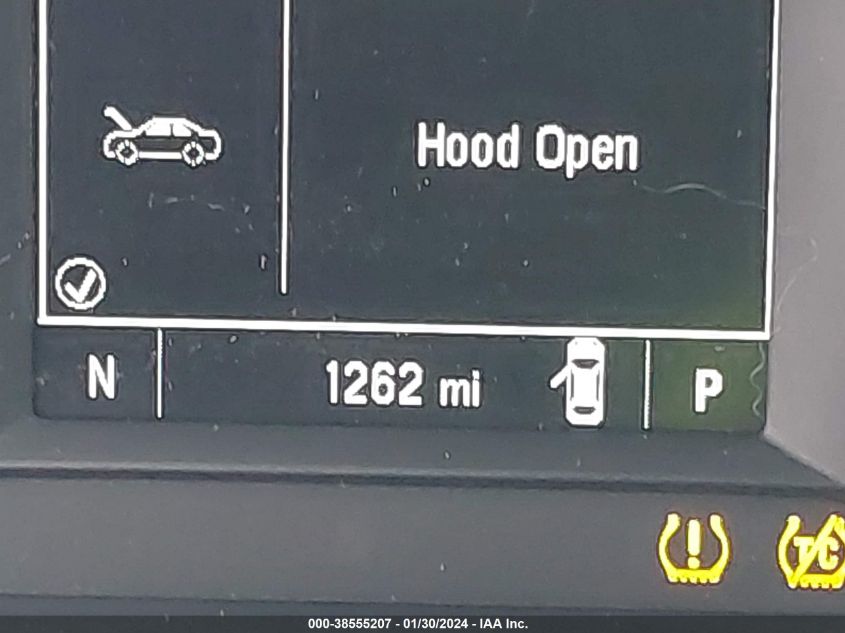 Hood Open
N 1262 mi P
TC
000-38555207 - 01/30/2024 - IAA Inc.